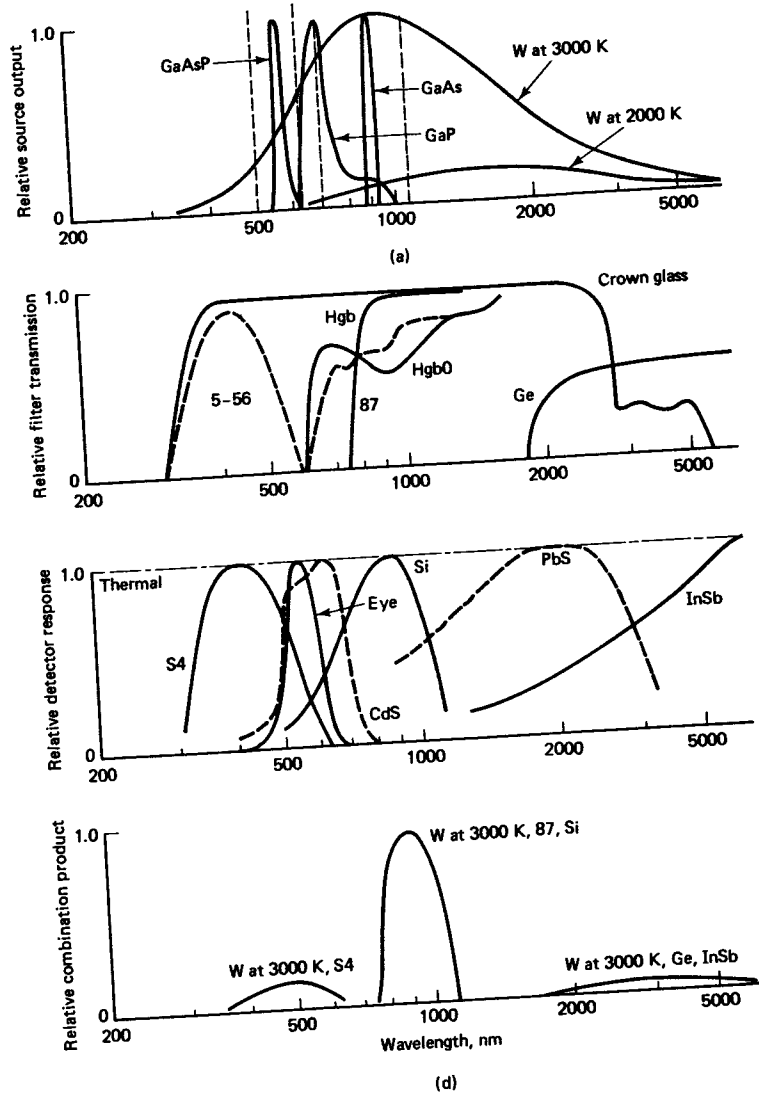 Relative source output
1.0
0
GaAsP
GaAs
GaP
W at 3000 K
W at 2000 K
200
500
1000
2000
5000
(a)
Relative filter transmission
1.0
0
5-56
Hgb
87
HgbO
Ge
Crown glass
200
500
1000
2000
5000
Relative detector response
1.0
0
Thermal
S4
Eye
CdS
Si
PbS
InSb
200
500
1000
2000
5000
Relative combination product
1.0
0
W at 3000 K, S4
W at 3000 K, 87, Si
W at 3000 K, Ge, InSb
200
500
1000
2000
5000
Wavelength, nm
(d)